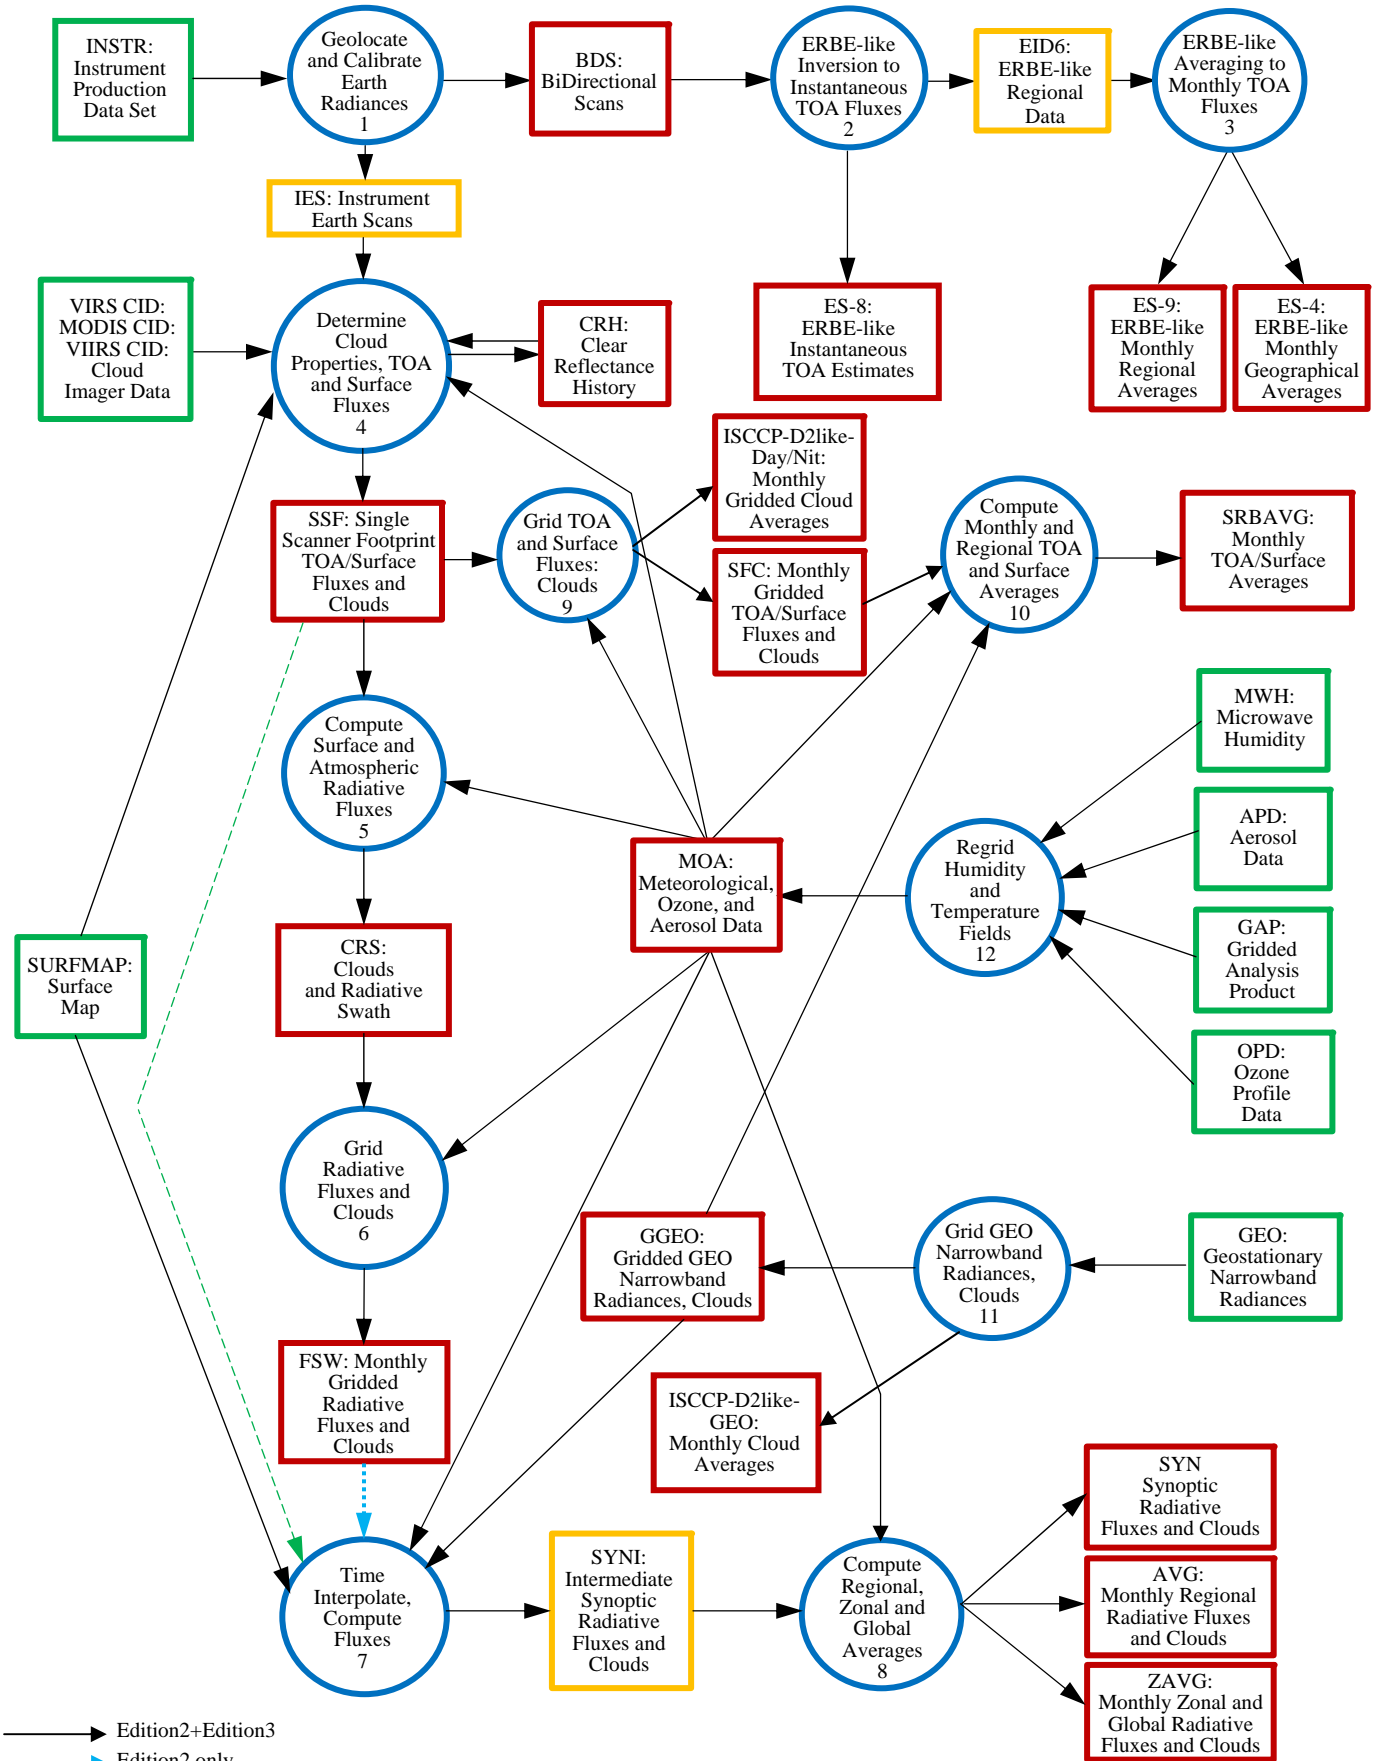 INSTR:
Instrument
Production
Data Set
Geolocate
and Calibrate
Earth
Radiances
1
BDS:
BiDirectional
Scans
ERBE-like
Inversion to
Instantaneous
TOA Fluxes
2
EID6:
ERBE-like
Regional
Data
ERBE-like
Averaging to
Monthly TOA
Fluxes
3
IES: Instrument
Earth Scans
VIRS CID:
MODIS CID:
VIIRS CID:
Cloud
Imager Data
Determine
Cloud
Properties, TOA
and Surface
Fluxes
4
CRH:
Clear
Reflectance
History
ES-8:
ERBE-like
Instantaneous
TOA Estimates
ES-9:
ERBE-like
Monthly
Regional
Averages
ES-4:
ERBE-like
Monthly
Geographical
Averages
SSF: Single
Scanner Footprint
TOA/Surface
Fluxes and
Clouds
Grid TOA
and Surface
Fluxes:
Clouds
9
ISCCP-D2like-
Day/Nit:
Monthly
Gridded Cloud
Averages
SFC: Monthly
Gridded
TOA/Surface
Fluxes and
Clouds
Compute
Monthly and
Regional TOA
and Surface
Averages
10
SRBAVG:
Monthly
TOA/Surface
Averages
Compute
Surface and
Atmospheric
Radiative
Fluxes
5
MWH:
Microwave
Humidity
APD:
Aerosol
Data
GAP:
Gridded
Analysis
Product
OPD:
Ozone
Profile
Data
Regrid
Humidity
and
Temperature
Fields
12
MOA:
Meteorological,
Ozone, and
Aerosol Data
SURFMAP:
Surface
Map
CRS:
Clouds
and Radiative
Swath
Grid
Radiative
Fluxes and
Clouds
6
GGEO:
Gridded GEO
Narrowband
Radiances, Clouds
Grid GEO
Narrowband
Radiances,
Clouds
11
GEO:
Geostationary
Narrowband
Radiances
FSW: Monthly
Gridded
Radiative
Fluxes and
Clouds
ISCCP-D2like-
GEO:
Monthly Cloud
Averages
Time
Interpolate,
Compute
Fluxes
7
SYNI:
Intermediate
Synoptic
Radiative
Fluxes and
Clouds
Compute
Regional,
Zonal and
Global
Averages
8
SYN
Synoptic
Radiative
Fluxes and Clouds
AVG:
Monthly Regional
Radiative Fluxes
and Clouds
ZAVG:
Monthly Zonal and
Global Radiative
Fluxes and Clouds
Edition2+Edition3
Edition2 only